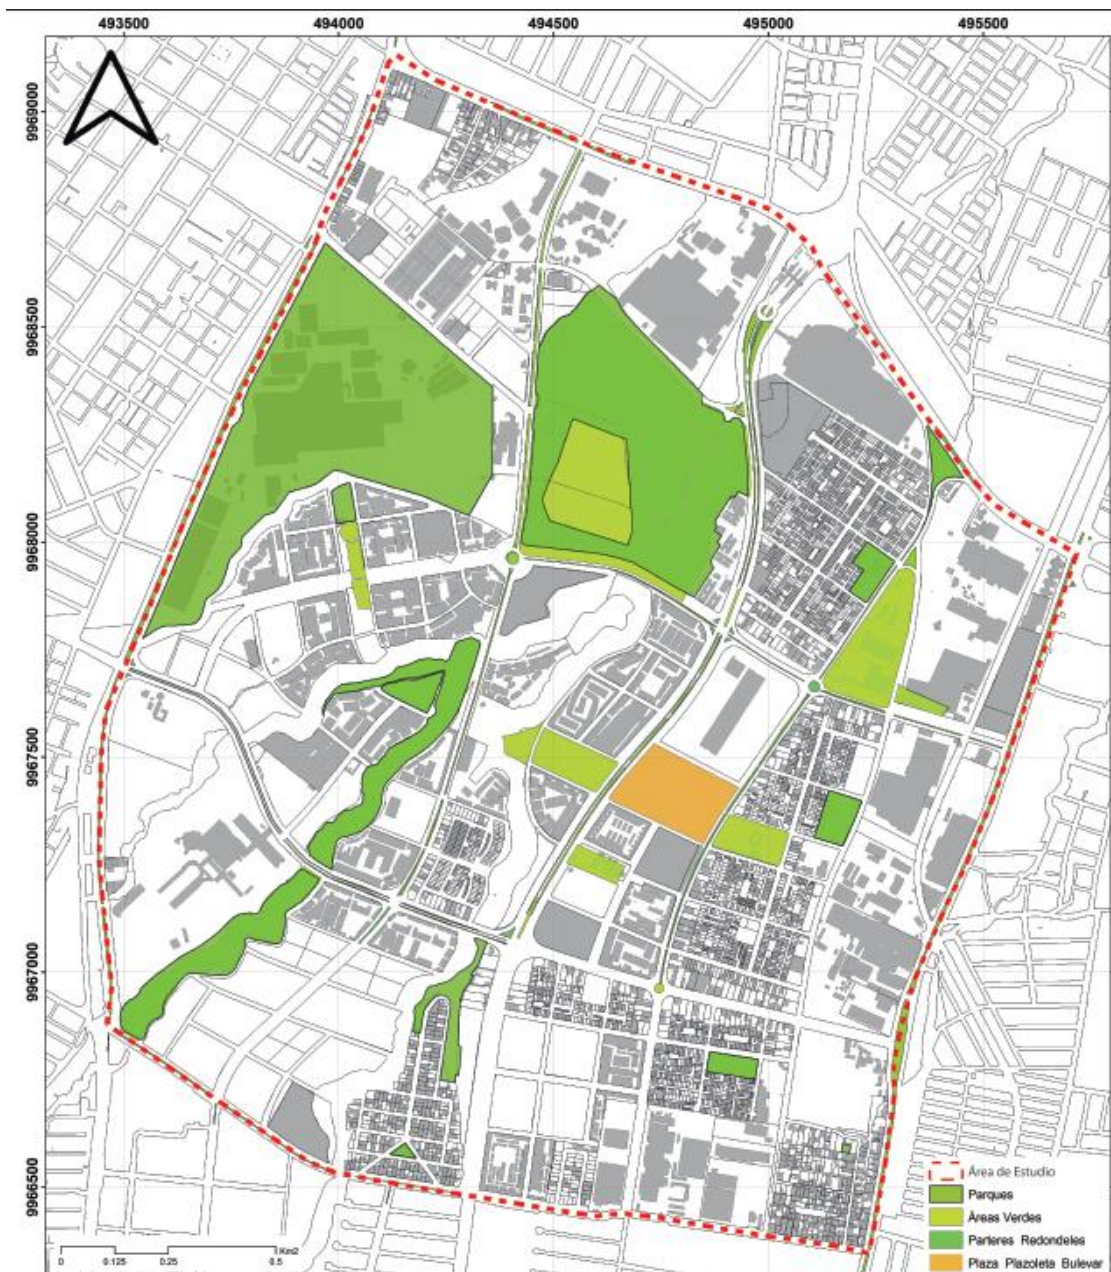 493500 494000 494500 495000 495500
9969000
9968500
9968000
9967500
9967000
9966500
Área de Estudio
Parques
Áreas Verdes
Parteres Redondeles
Plaza Plazoleta Bulevar
Km2
0 0.125 0.25 0.5